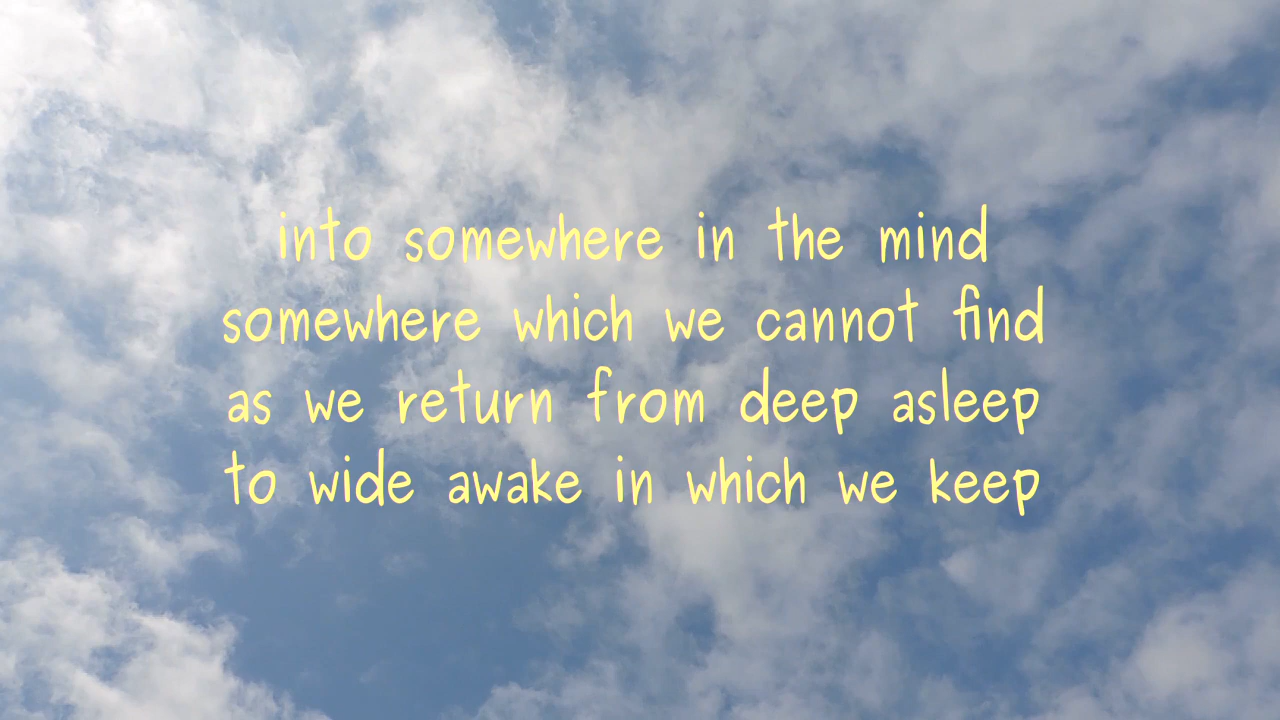 into somewhere in the mind
somewhere which we cannot find
as we return from deep asleep
to wide awake in which we keep